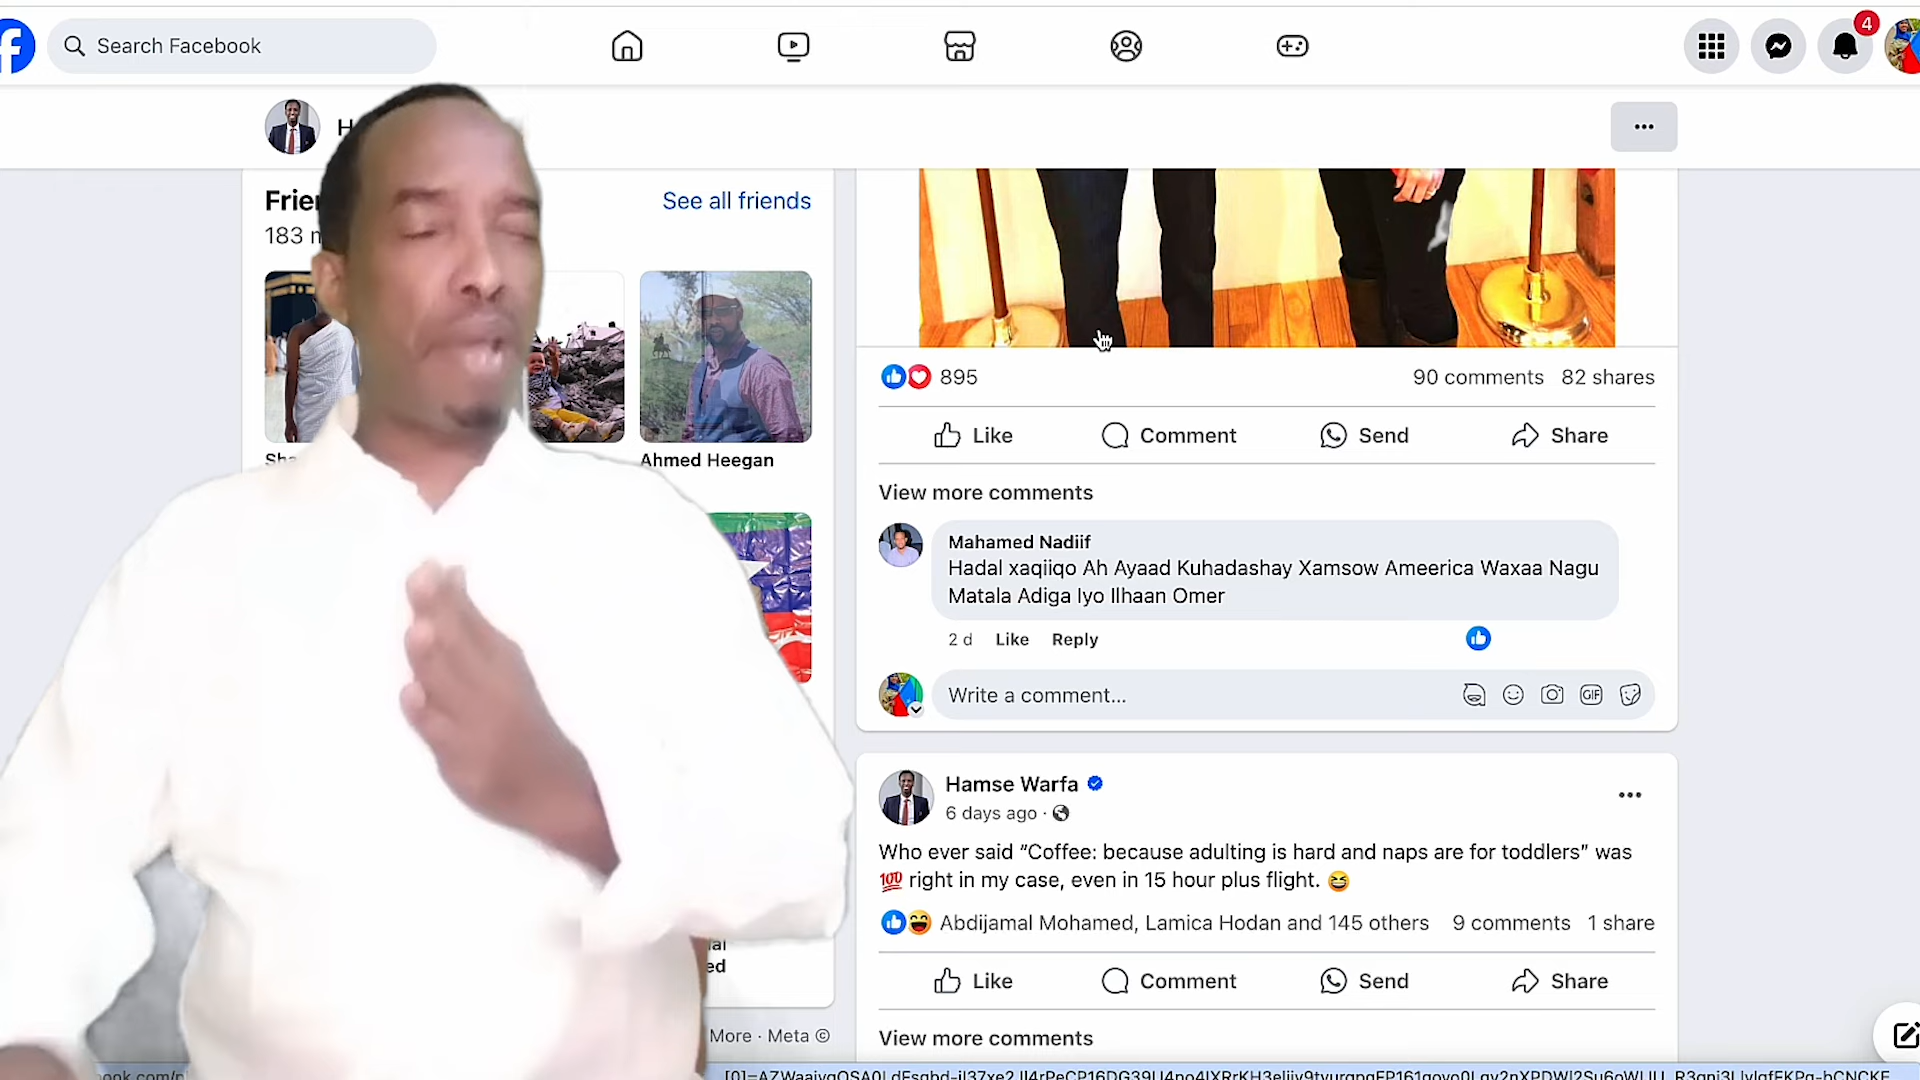 Search Facebook
4
See all friends
Ahmed Heegan
More · Meta ©
895
90 comments 82 shares
Like Comment Send Share
View more comments
Mahamed Nadiif
Hadal xaqiiqo Ah Ayaad Kuhadashay Xamsow Ameerica Waxaa Nagu
Matala Adiga Iyo Ilhaan Omer
2 d Like Reply
Write a comment...
GIF
Hamse Warfa
6 days ago ·
Who ever said “Coffee: because adulting is hard and naps are for toddlers” was
💯 right in my case, even in 15 hour plus flight. 😆
Abdijamal Mohamed, Lamica Hodan and 145 others 9 comments 1 share
Like Comment Send Share
View more comments